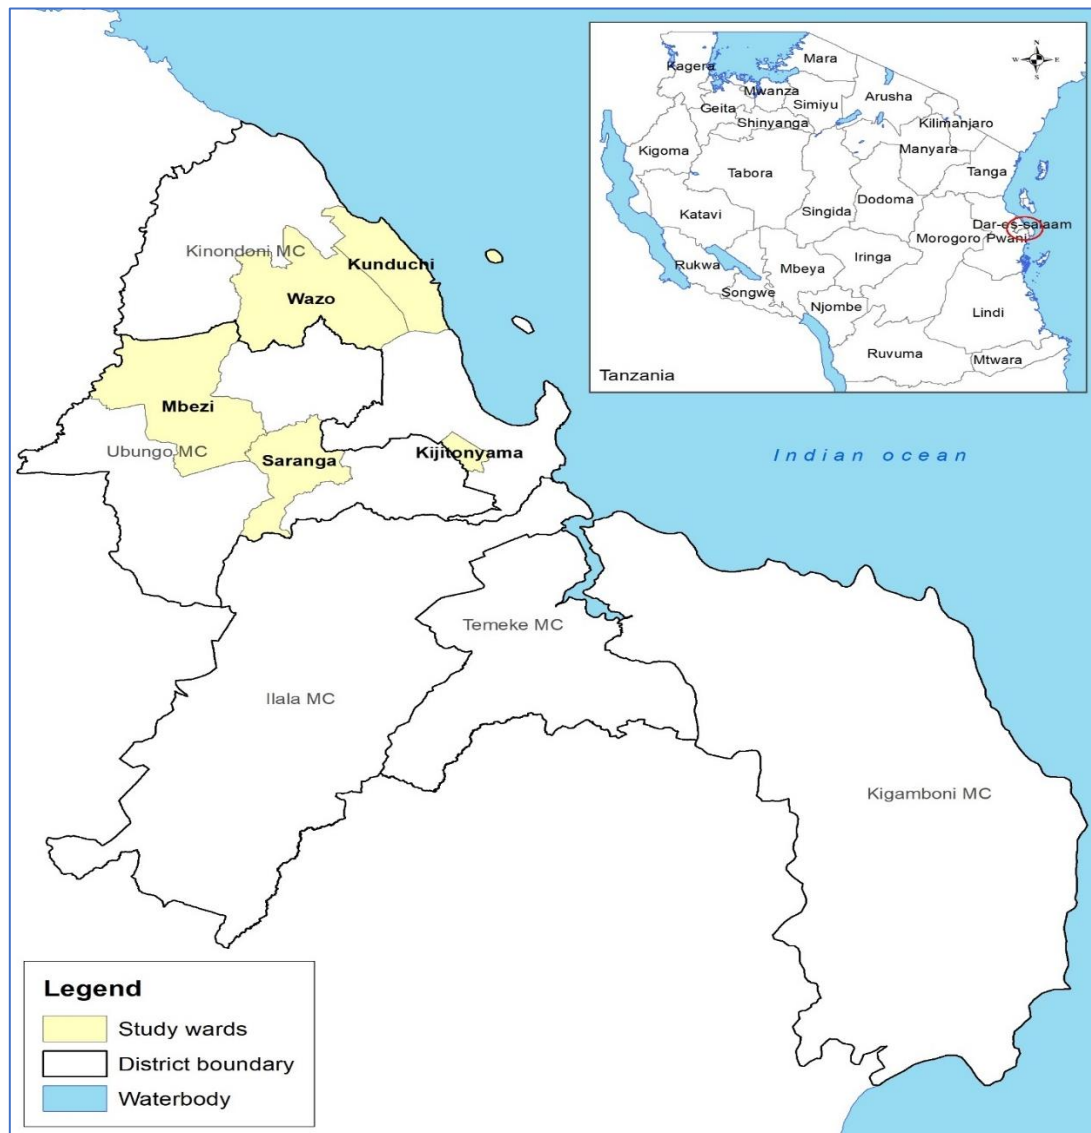 Kinondoni MC
Kunduchi
Wazo
Mbezi
Ubungo MC
Saranga
Kijitonyama
Indian ocean
Temeke MC
Ilala MC
Kigamboni MC
N
W E
S
Kagera
Mara
Mwanza
Geita
Simiyu
Arusha
Shinyanga
Kilimanjaro
Kigoma
Manyara
Tabora
Tanga
Dodoma
Katavi
Singida
Dar-es-salaam
Morogoro
Pwani
Rukwa
Mbeya
Iringa
Songwe
Njombe
Lindi
Ruvuma
Mtwara
Tanzania
Legend
Study wards
District boundary
Waterbody